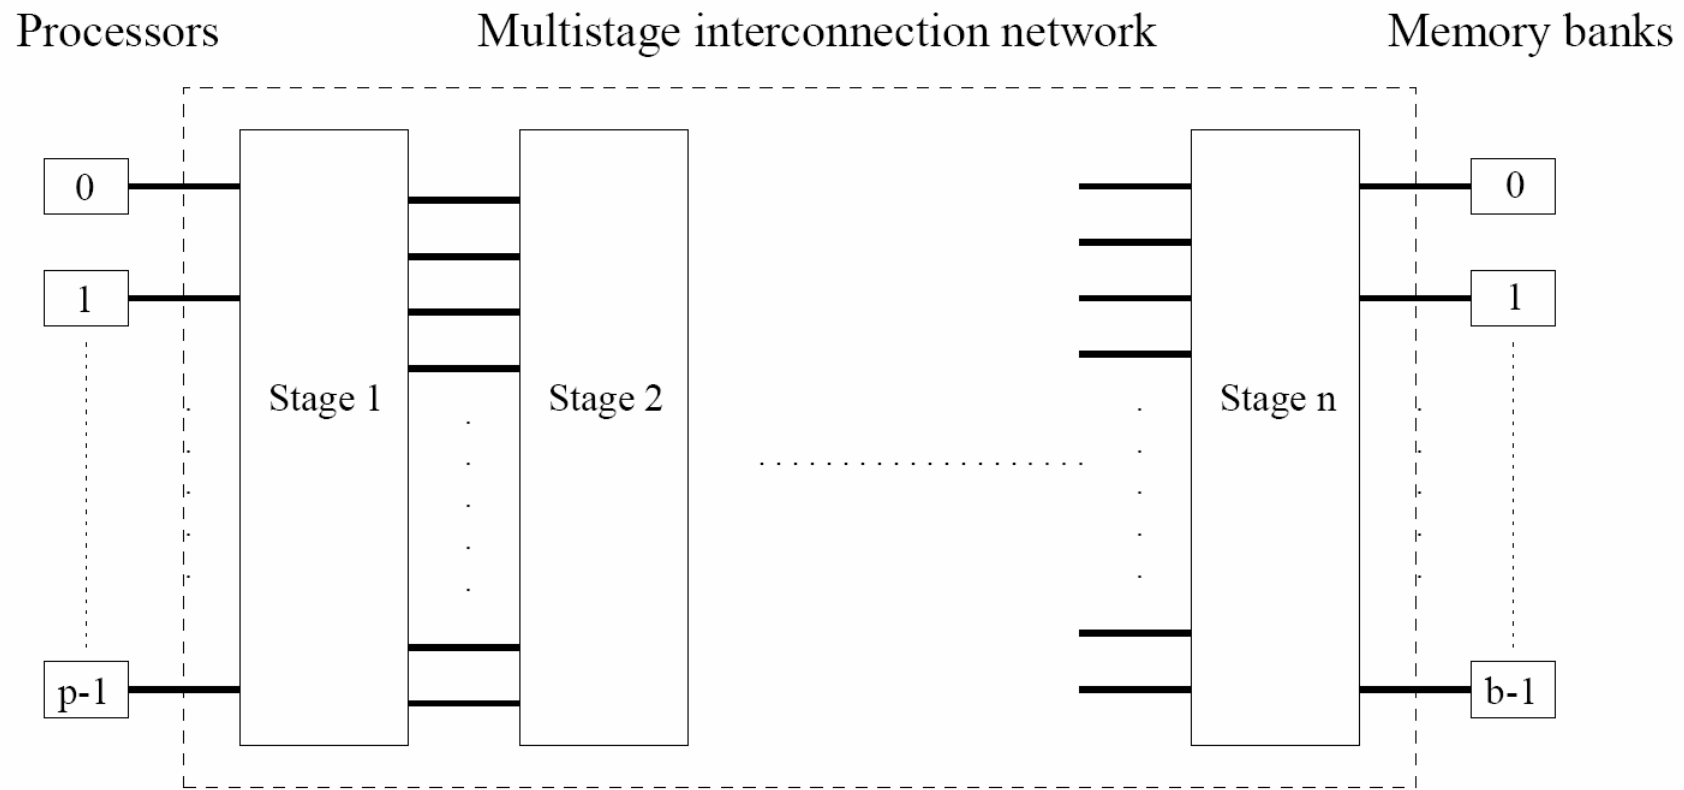 Processors Multistage interconnection network Memory banks
0 0
1 1
Stage 1 Stage 2 Stage n
p-1 b-1